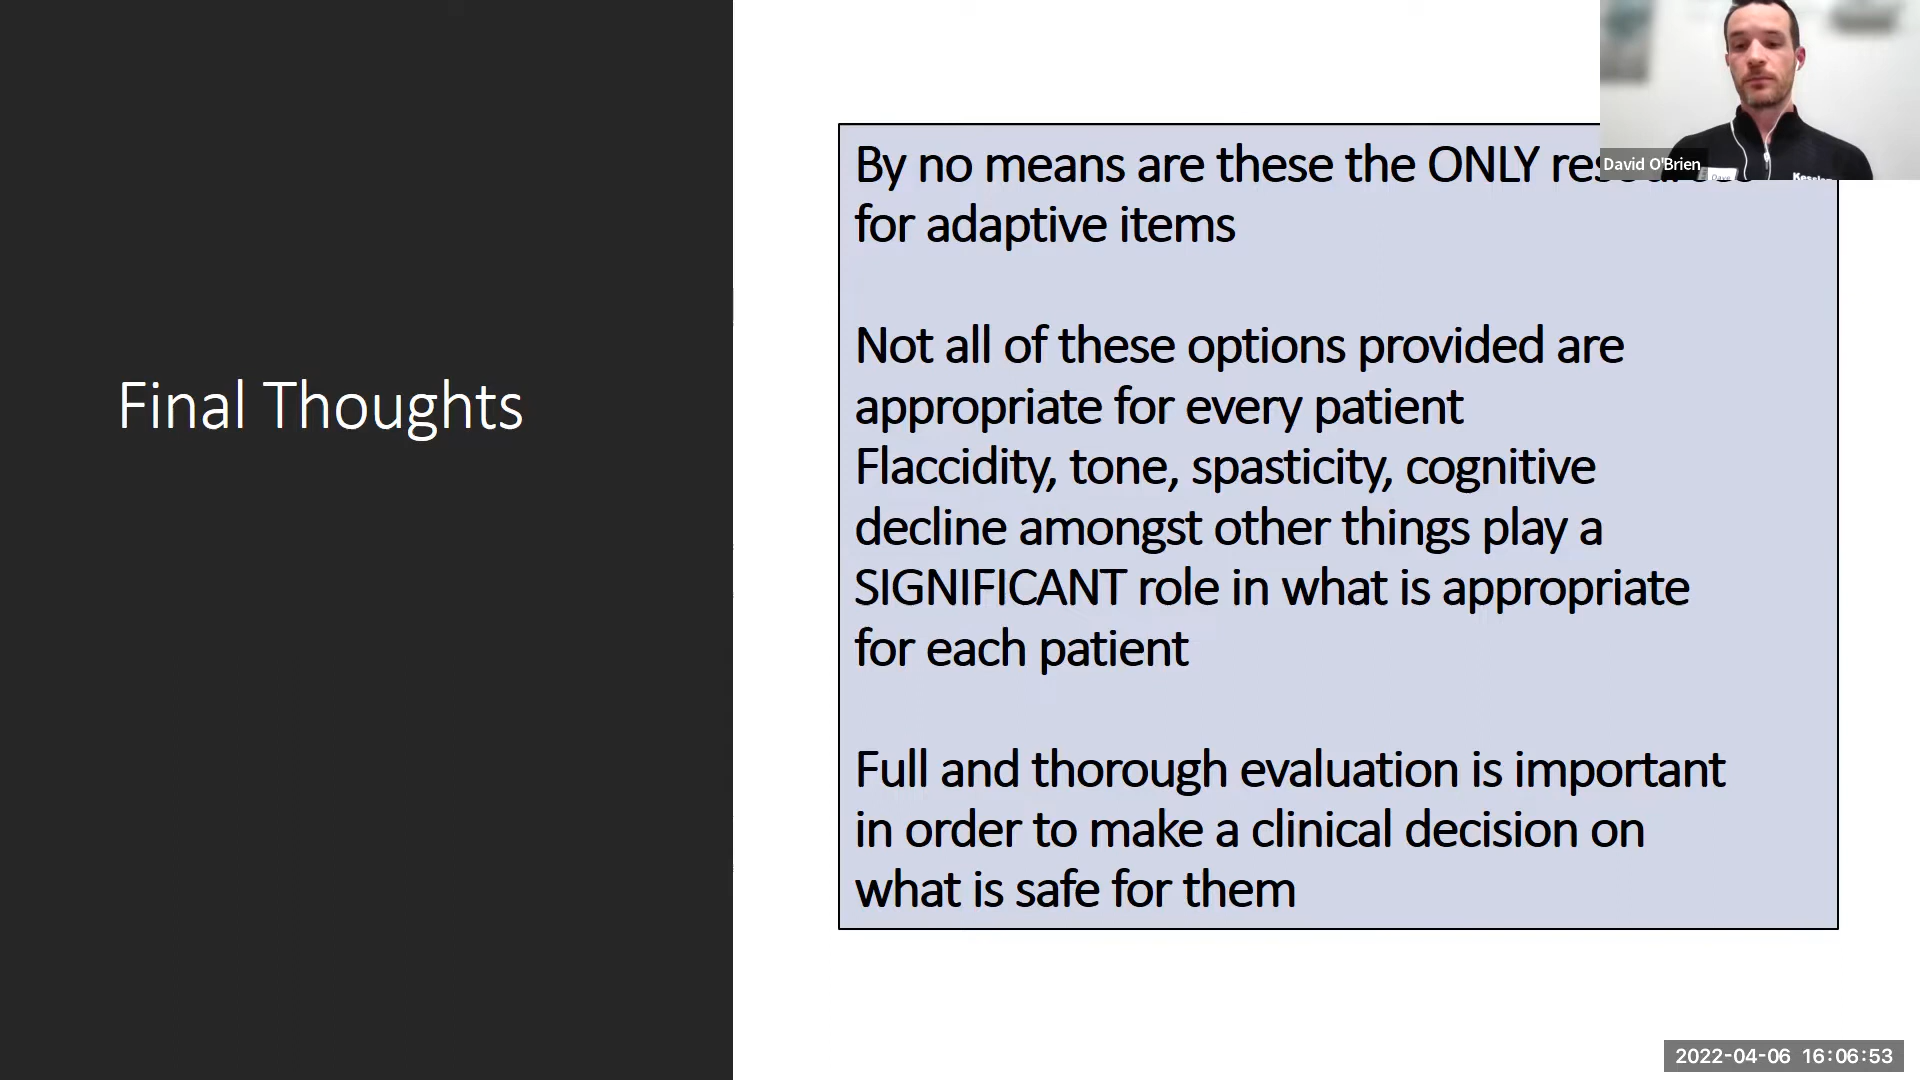 Final Thoughts
By no means are these the ONLY
for adaptive items
Not all of these options provided are
appropriate for every patient
Flaccidity, tone, spasticity, cognitive
decline amongst other things play a
SIGNIFICANT role in what is appropriate
for each patient
Full and thorough evaluation is important
in order to make a clinical decision on
what is safe for them
David O'Brien
2022-04-06 16:06:53